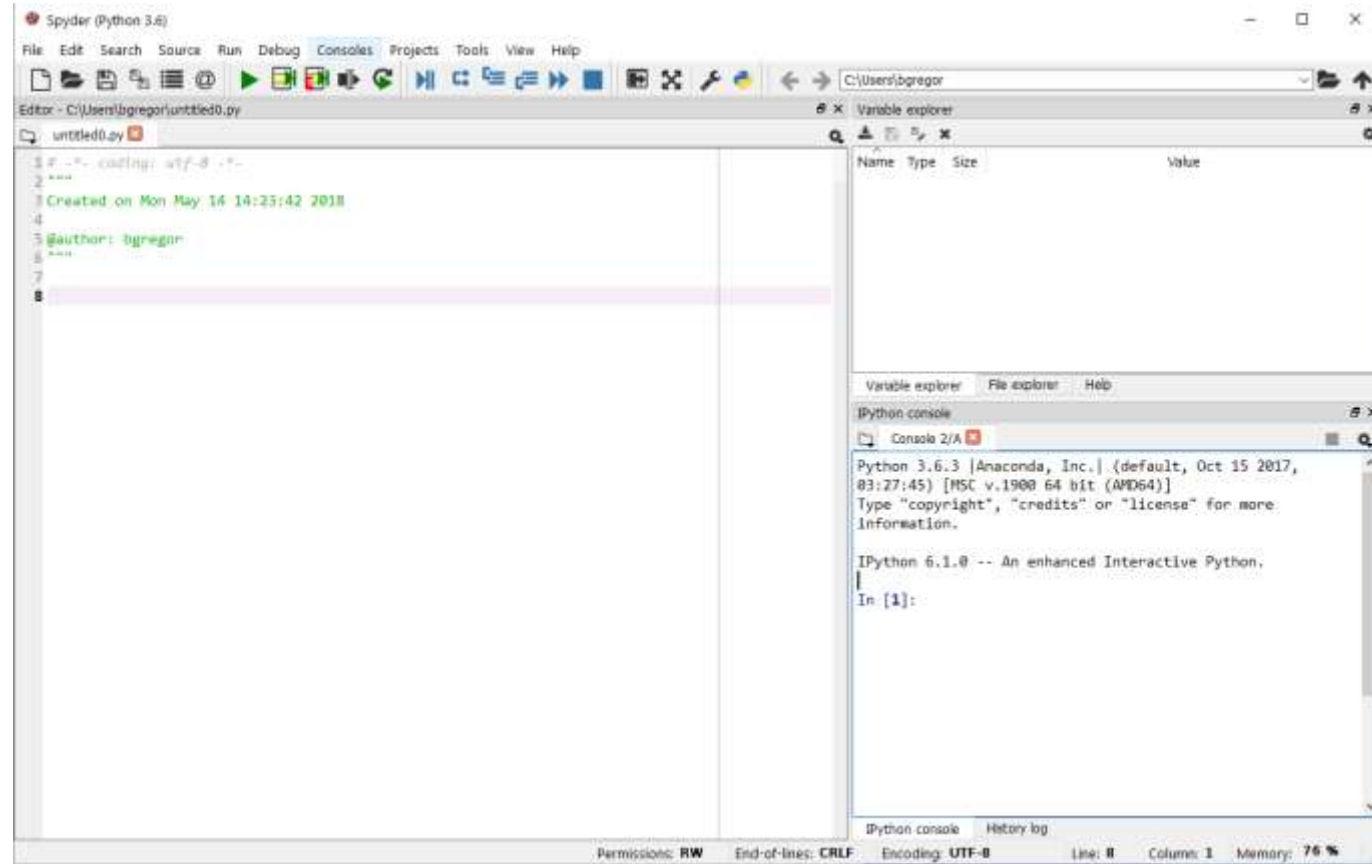 Spyder (Python 3.6)
File Edit Search Source Run Debug Consoles Projects Tools View Help
C:\Users\bgregor
Editor - C:\Users\bgregor\untitled0.py
untitled0.py
1 # -*- coding: utf-8 -*-
2 """
3 Created on Mon May 14 14:23:42 2018
4
5 @author: bgregor
6 """
7
8
Variable explorer
Name Type Size Value
Variable explorer File explorer Help
IPython console
Console 2/A
Python 3.6.3 |Anaconda, Inc.| (default, Oct 15 2017,
03:27:45) [MSC v.1900 64 bit (AMD64)]
Type "copyright", "credits" or "license" for more
information.
IPython 6.1.0 -- An enhanced Interactive Python.
In [1]:
IPython console History log
Permissions: RW End-of-lines: CRLF Encoding: UTF-8 Line: 8 Column: 1 Memory: 76 %